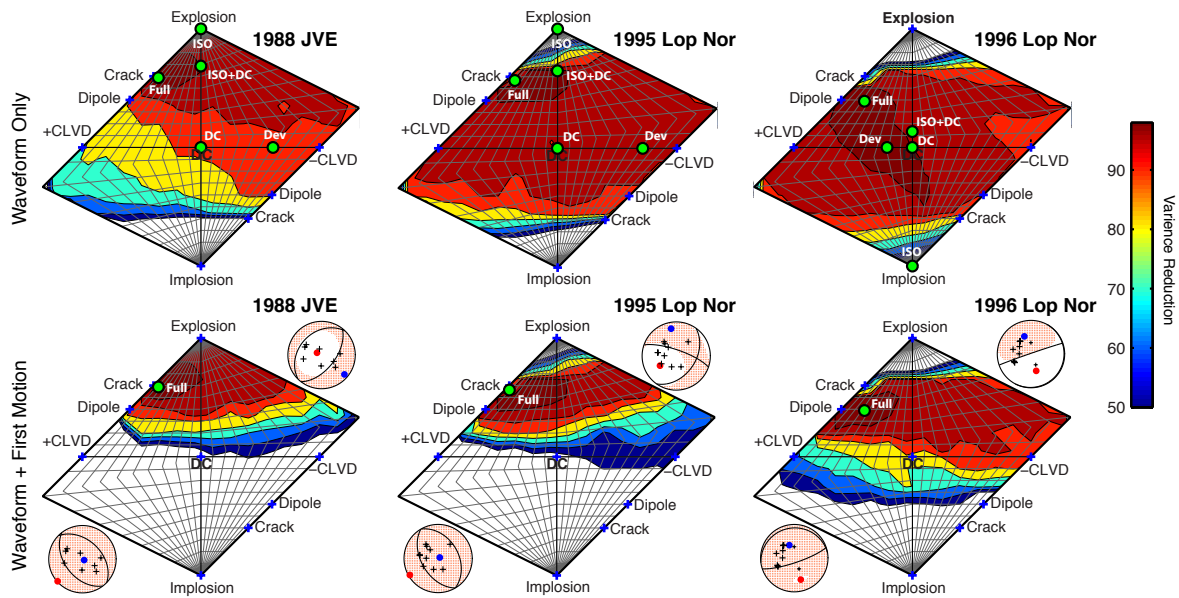 Waveform Only
Explosion
1988 JVE
ISO
ISO+DC
Crack
Full
Dipole
+CLVD
DC
Dev
DC
−CLVD
Dipole
Crack
Implosion
Explosion
1995 Lop Nor
ISO
ISO+DC
Crack
Full
Dipole
+CLVD
DC
Dev
DC
−CLVD
Dipole
Crack
Implosion
Explosion
1996 Lop Nor
Crack
Dipole
Full
+CLVD
ISO+DC
Dev
DC
−CLVD
Dipole
Crack
ISO
Implosion
90
80
70
60
50
Varience Reduction
Waveform + First Motion
1988 JVE
Explosion
Crack
Full
Dipole
+CLVD
DC
−CLVD
Dipole
Crack
Implosion
1995 Lop Nor
Explosion
Crack
Full
Dipole
+CLVD
DC
−CLVD
Dipole
Crack
Implosion
1996 Lop Nor
Explosion
Crack
Dipole
Full
+CLVD
DC
−CLVD
Dipole
Crack
Implosion